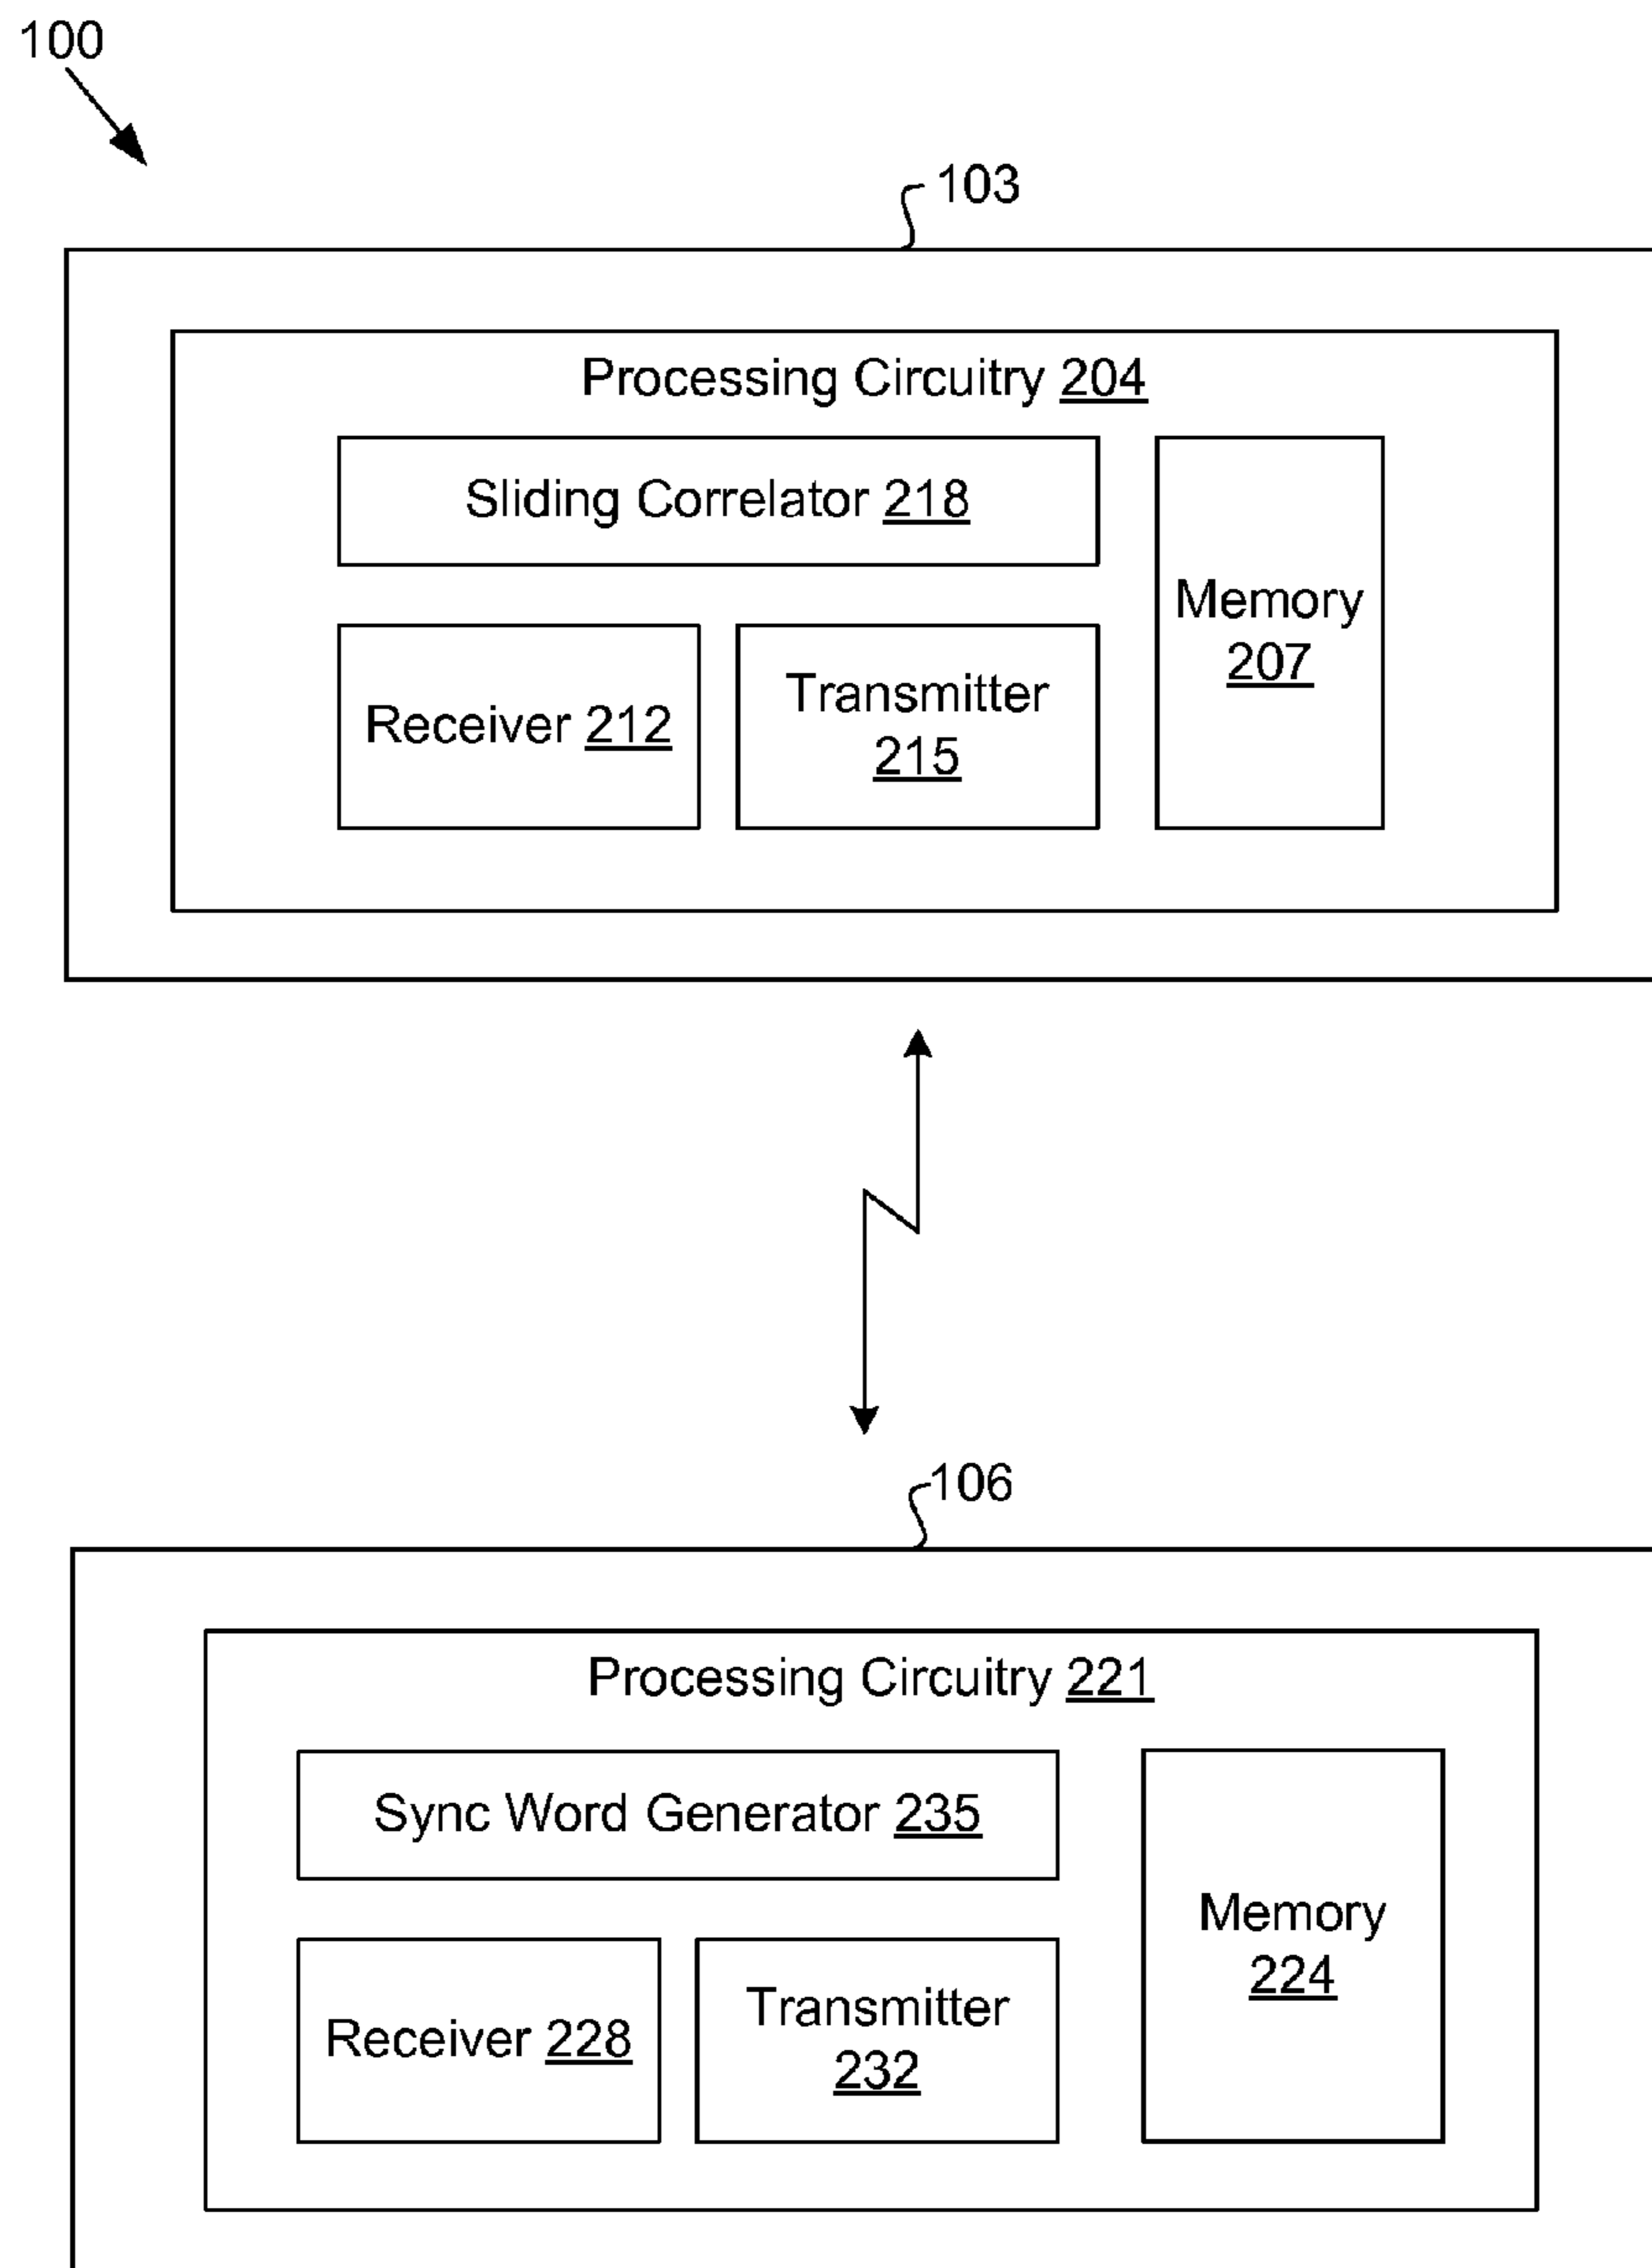 100
103
Processing Circuitry 204
Sliding Correlator 218
Memory
207
Receiver 212
Transmitter
215
106
Processing Circuitry 221
Sync Word Generator 235
Memory
224
Receiver 228
Transmitter
232